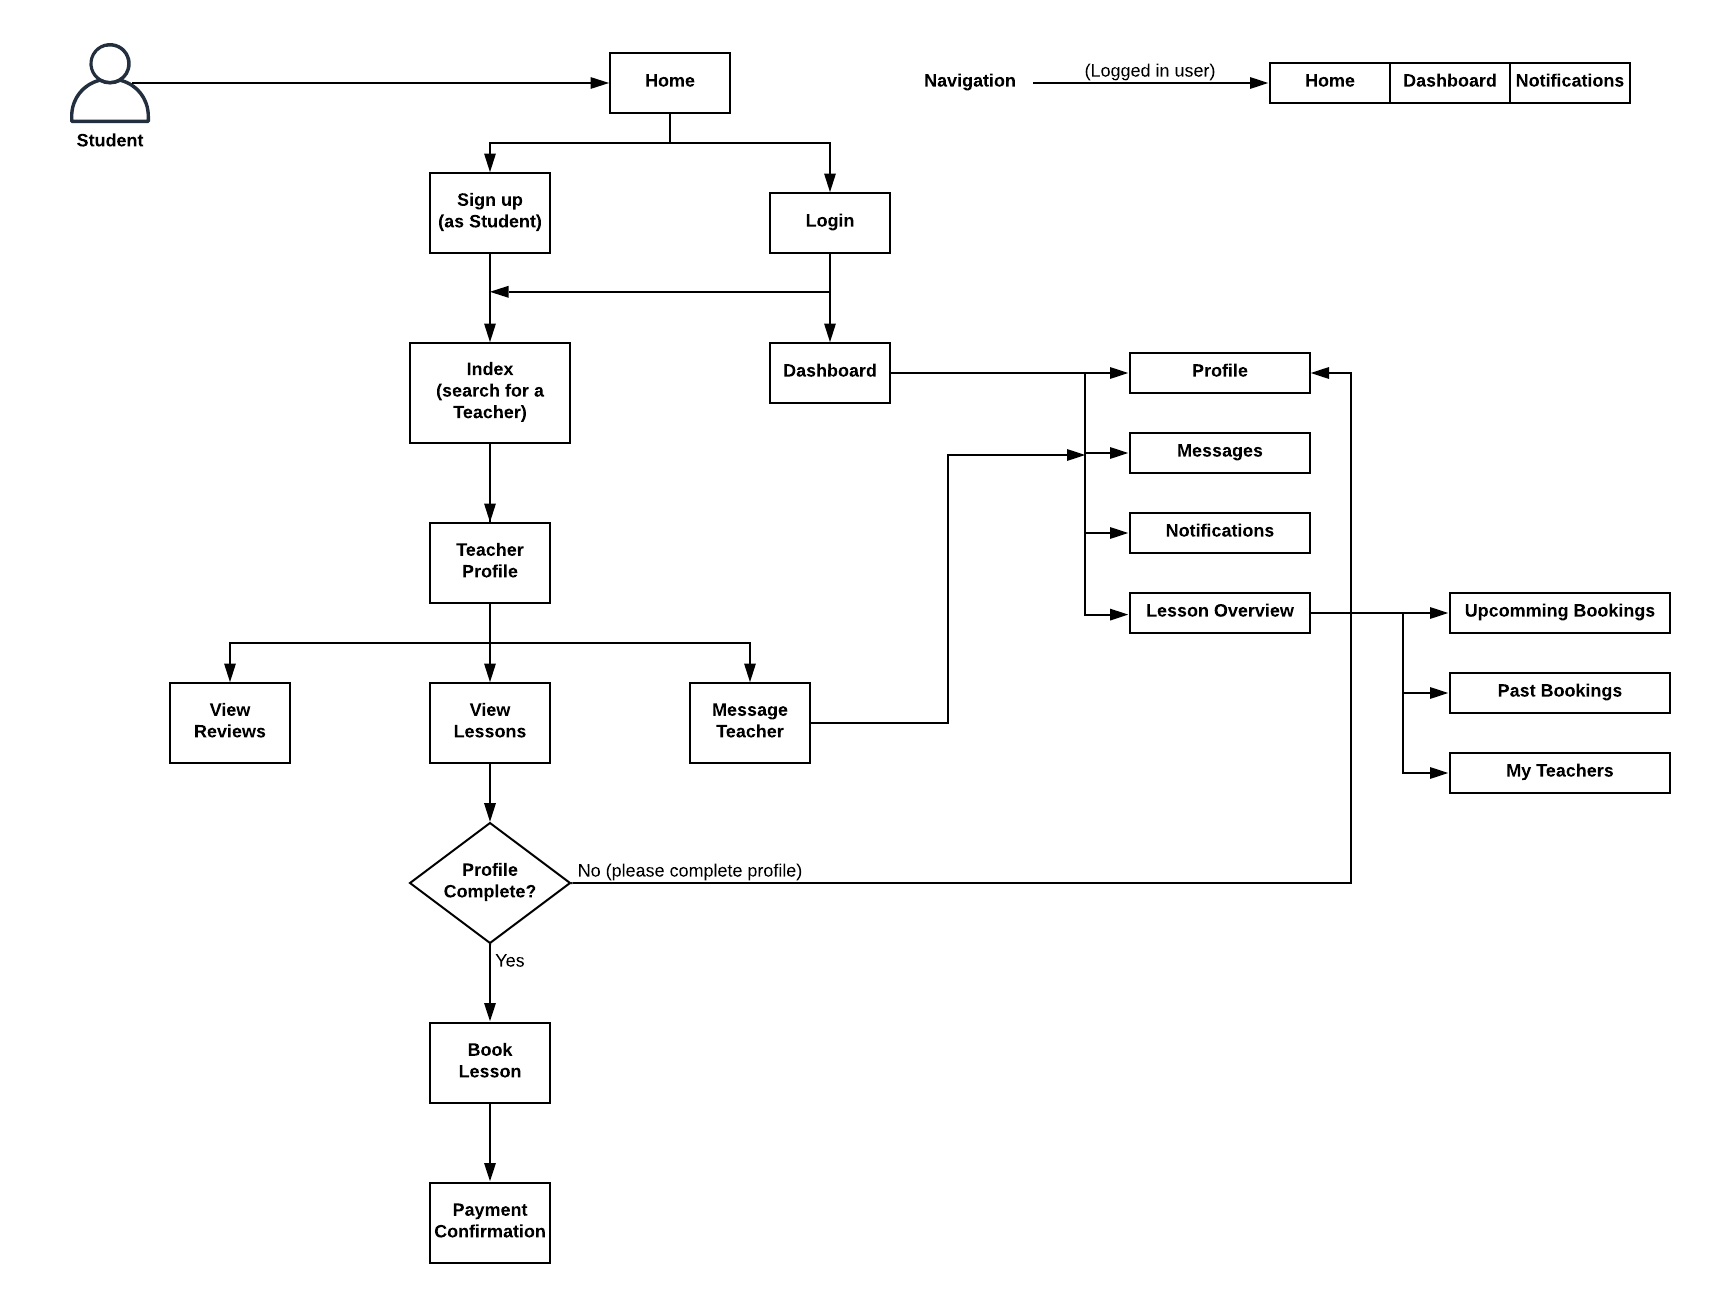 Student
Home
Navigation
(Logged in user)
Home
Dashboard
Notifications
Sign up
(as Student)
Login
Index
(search for a
Teacher)
Dashboard
Profile
Messages
Notifications
Lesson Overview
Upcomming Bookings
Past Bookings
My Teachers
Teacher
Profile
View
Reviews
View
Lessons
Message
Teacher
Profile
Complete?
No (please complete profile)
Yes
Book
Lesson
Payment
Confirmation